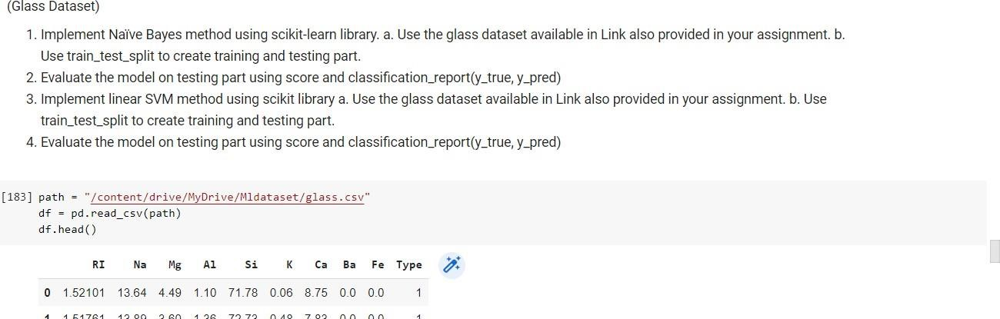 (Glass Dataset)
1. Implement Naïve Bayes method using scikit-learn library. a. Use the glass dataset available in Link also provided in your assignment. b.
Use train_test_split to create training and testing part.
2. Evaluate the model on testing part using score and classification_report(y_true, y_pred)
3. Implement linear SVM method using scikit library a. Use the glass dataset available in Link also provided in your assignment. b. Use
train_test_split to create training and testing part.
4. Evaluate the model on testing part using score and classification_report(y_true, y_pred)
[183] path = "/content/drive/MyDrive/Mldataset/glass.csv"
df = pd.read_csv(path)
df.head()
RI Na Mg Al Si K Ca Ba Fe Type
0 1.52101 13.64 4.49 1.10 71.78 0.06 8.75 0.0 0.0 1
1 1.51761 13.89 3.60 1.36 72.73 0.48 7.83 0.0 0.0 1